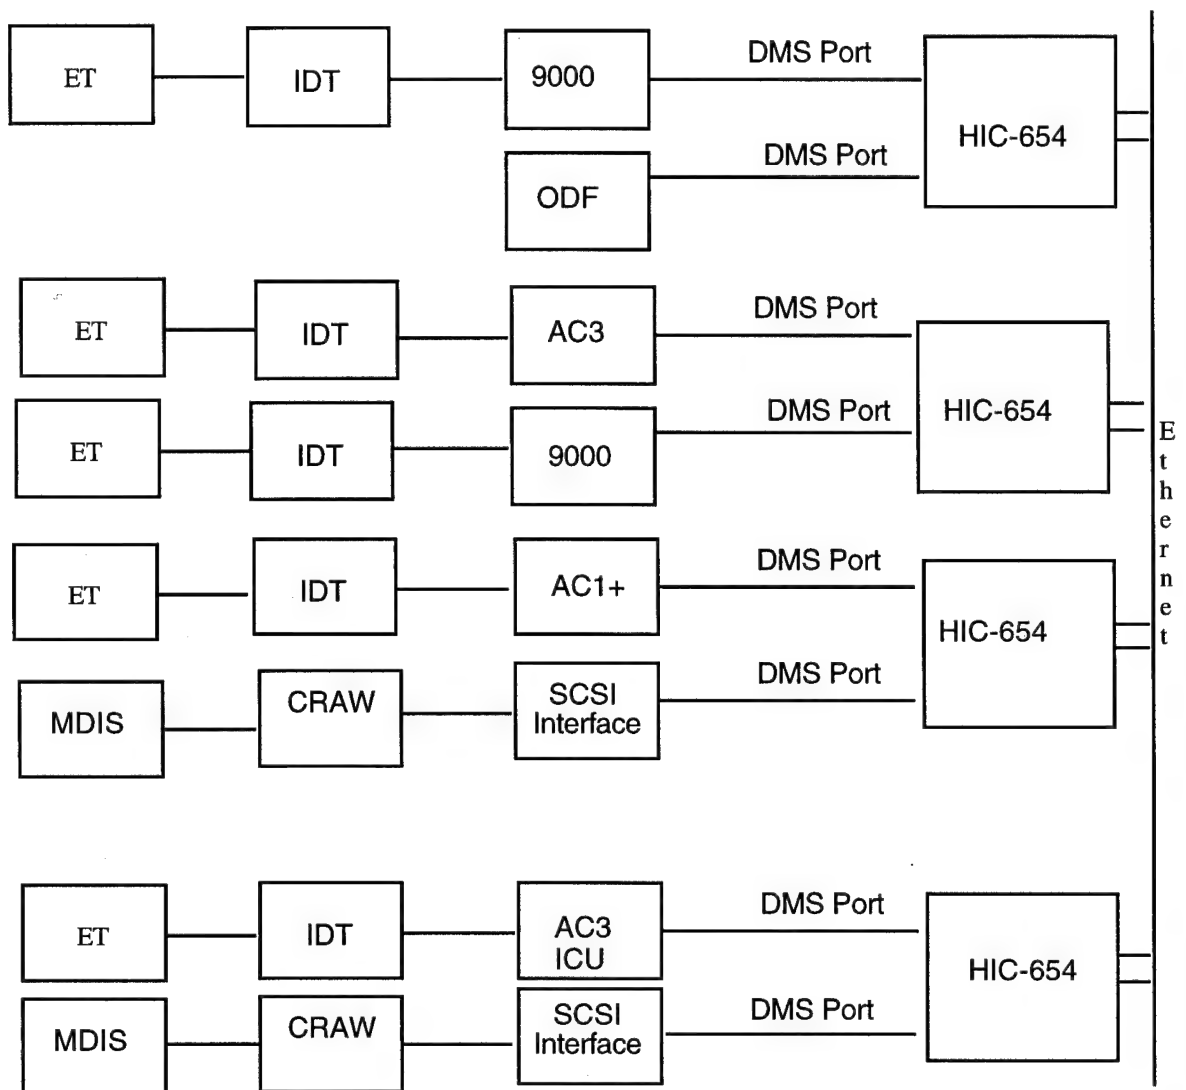 ET
IDT
9000
DMS Port
HIC-654
ODF
DMS Port
ET
IDT
AC3
DMS Port
HIC-654
ET
IDT
9000
DMS Port
Ethernet
ET
IDT
AC1+
DMS Port
HIC-654
MDIS
CRAW
SCSI
Interface
DMS Port
ET
IDT
AC3
ICU
DMS Port
HIC-654
MDIS
CRAW
SCSI
Interface
DMS Port